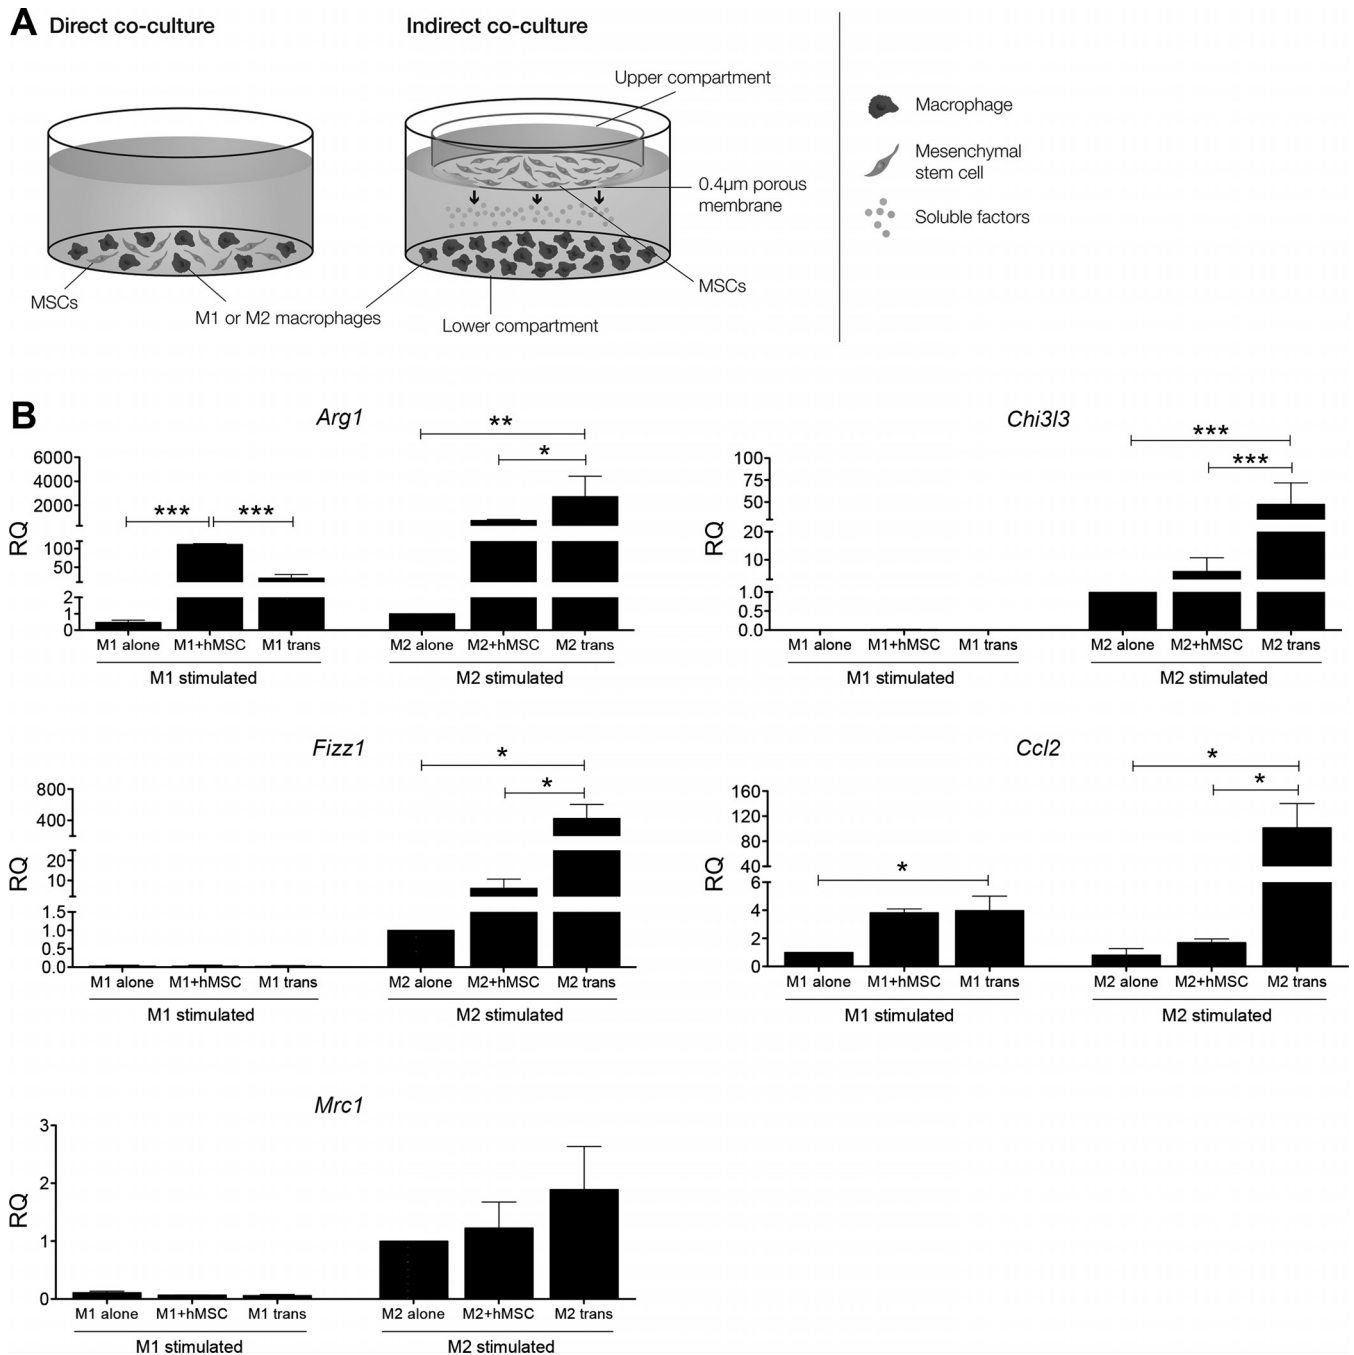 A Direct co-culture Indirect co-culture
Upper compartment
Macrophage
Mesenchymal
stem cell
0.4µm porous
membrane
Soluble factors
MSCs
MSCs
M1 or M2 macrophages
Lower compartment
B
Arg1
** 
*
*** ***
RQ
6000
4000
2000
100
50
2
1
0
M1 alone M1+hMSC M1 trans M2 alone M2+hMSC M2 trans
M1 stimulated M2 stimulated
Chi3l3
***
***
RQ
100
75
50
20
10
1.0
0.5
0.0
M1 alone M1+hMSC M1 trans M2 alone M2+hMSC M2 trans
M1 stimulated M2 stimulated
Fizz1
*
*
RQ
800
400
20
10
1.5
1.0
0.5
0.0
M1 alone M1+hMSC M1 trans M2 alone M2+hMSC M2 trans
M1 stimulated M2 stimulated
Ccl2
*
*
*
RQ
160
120
80
40
6
4
2
0
M1 alone M1+hMSC M1 trans M2 alone M2+hMSC M2 trans
M1 stimulated M2 stimulated
Mrc1
RQ
3
2
1
0
M1 alone M1+hMSC M1 trans M2 alone M2+hMSC M2 trans
M1 stimulated M2 stimulated